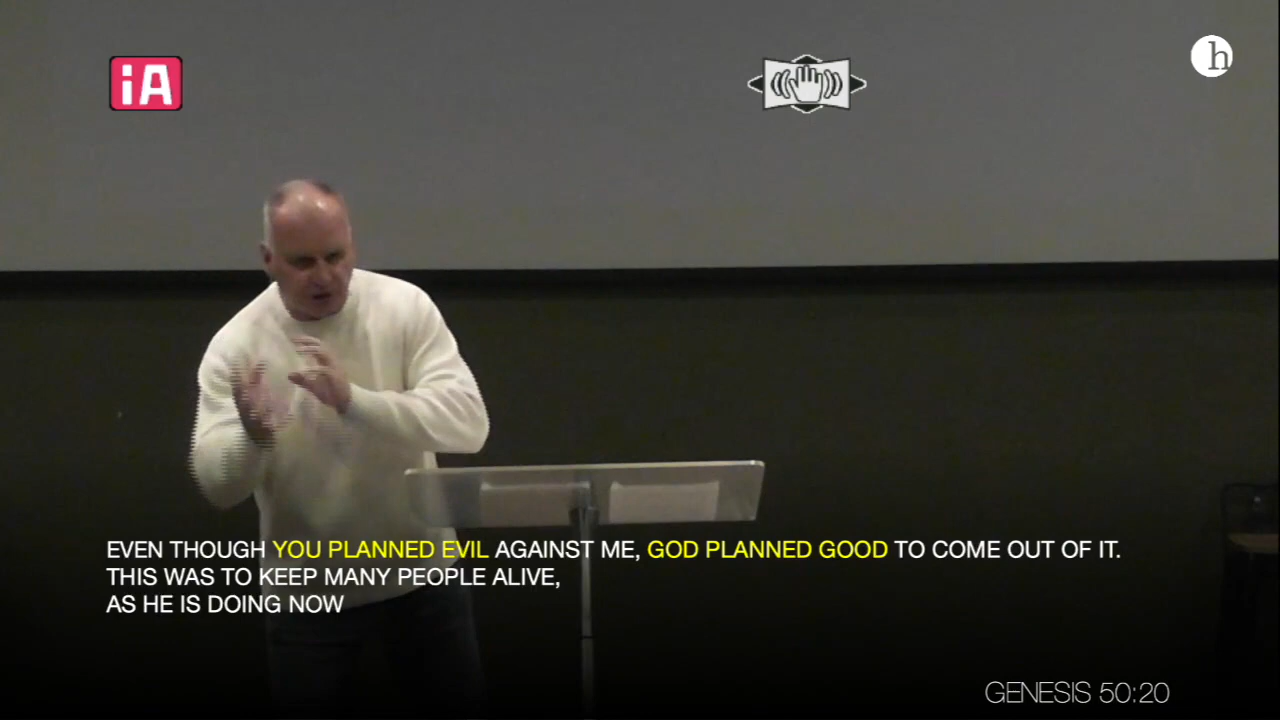 iA
h
EVEN THOUGH YOU PLANNED EVIL AGAINST ME, GOD PLANNED GOOD TO COME OUT OF IT.
THIS WAS TO KEEP MANY PEOPLE ALIVE,
AS HE IS DOING NOW
GENESIS 50:20